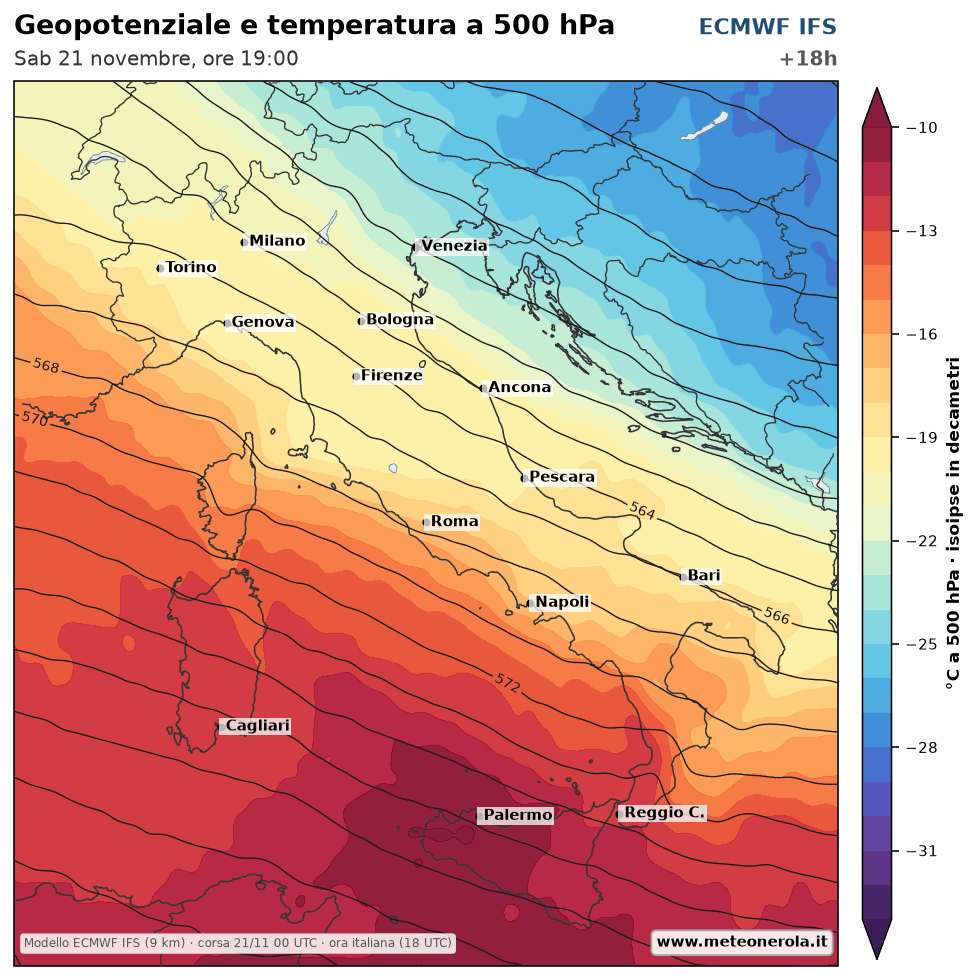 Geopotenziale e temperatura a 500 hPa
ECMWF IFS
Sab 21 novembre, ore 19:00
+18h
Milano
Venezia
Torino
Genova
Bologna
568
Firenze
Ancona
570
Pescara
564
Roma
Bari
Napoli
566
572
Cagliari
Palermo
Reggio C.
Modello ECMWF IFS (9 km) · corsa 21/11 00 UTC · ora italiana (18 UTC)
www.meteonerola.it
−10
−13
−16
−19
−22
−25
−28
−31
°C a 500 hPa · isoipse in decametri